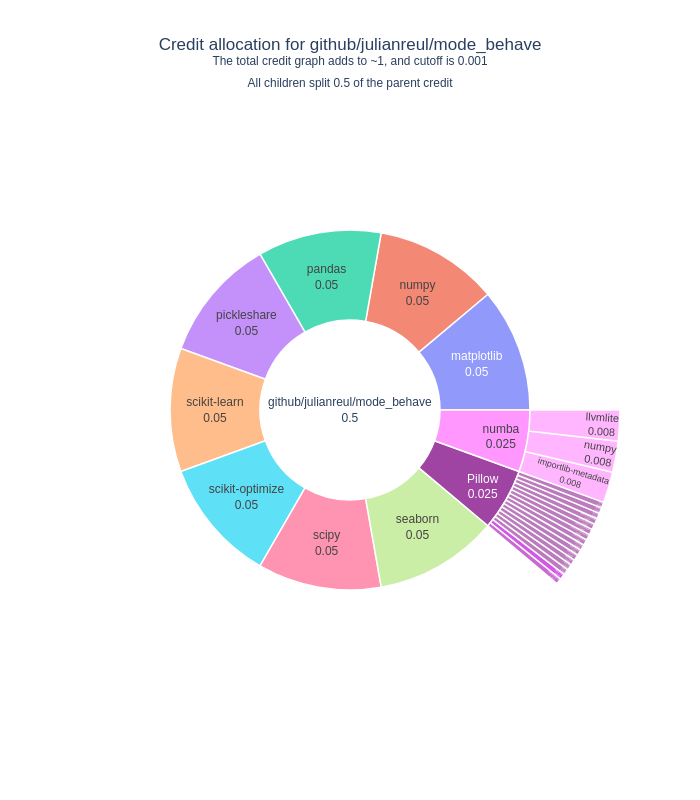 Credit allocation for github/julianreul/mode_behave
The total credit graph adds to ~1, and cutoff is 0.001
All children split 0.5 of the parent credit
pandas
0.05
numpy
0.05
pickleshare
0.05
matplotlib
0.05
scikit-learn
0.05
github/julianreul/mode_behave
0.5
numba
0.025
llvmlite
0.008
numpy
0.008
importlib-metadata
0.008
Pillow
0.025
scikit-optimize
0.05
scipy
0.05
seaborn
0.05